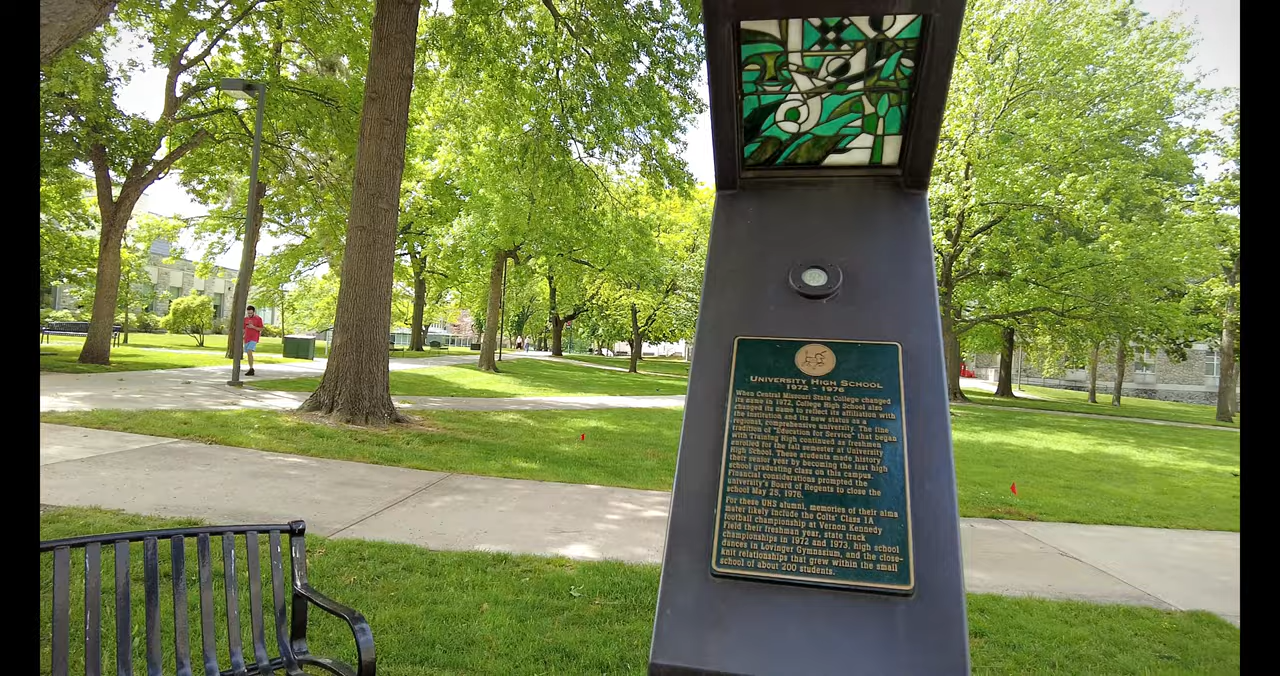 University High School
1972 - 1976
When Central Missouri State College changed
its name in 1972, College High School also
changed its name to reflect its affiliation with
the institution and its new status as a
regional, comprehensive university. The fine
tradition of "Education for Service" that began
with Training High continued as freshmen
enrolled for the fall semester at University
High School. These students made history
their senior year by becoming the last high
school graduating class on this campus.
Financial considerations prompted the
university's Board of Regents to close the
school May 25, 1976.
For these UHS alumni, memories of their alma
mater likely include the Colts' Class 1A
football championship at Vernon Kennedy
Field their freshman year, state track
championships in 1972 and 1973, high school
dances in Lovinger Gymnasium, and the close-
knit relationships that grew within the small
school of about 200 students.